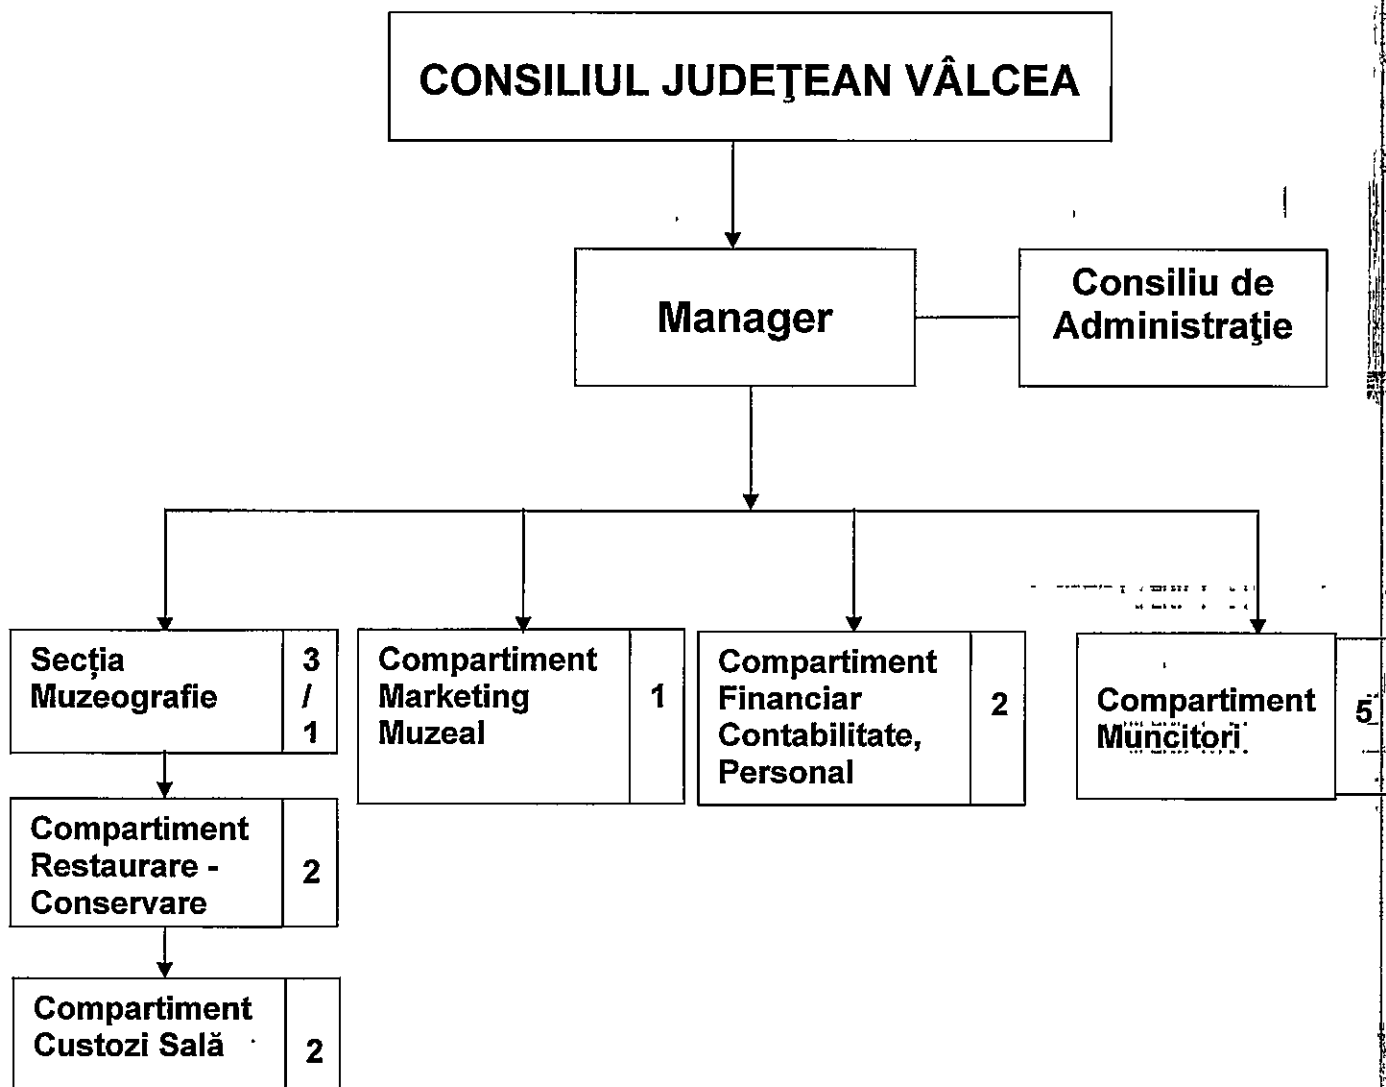 CONSILIUL JUDEŢEAN VÂLCEA
Manager
Consiliu de
Administraţie
Secția
Muzeografie
3
/
1
Compartiment
Marketing
Muzeal
1
Compartiment
Financiar
Contabilitate,
Personal
2
Compartiment
Muncitori
5
Compartiment
Restaurare -
Conservare
2
Compartiment
Custozi Sală
2